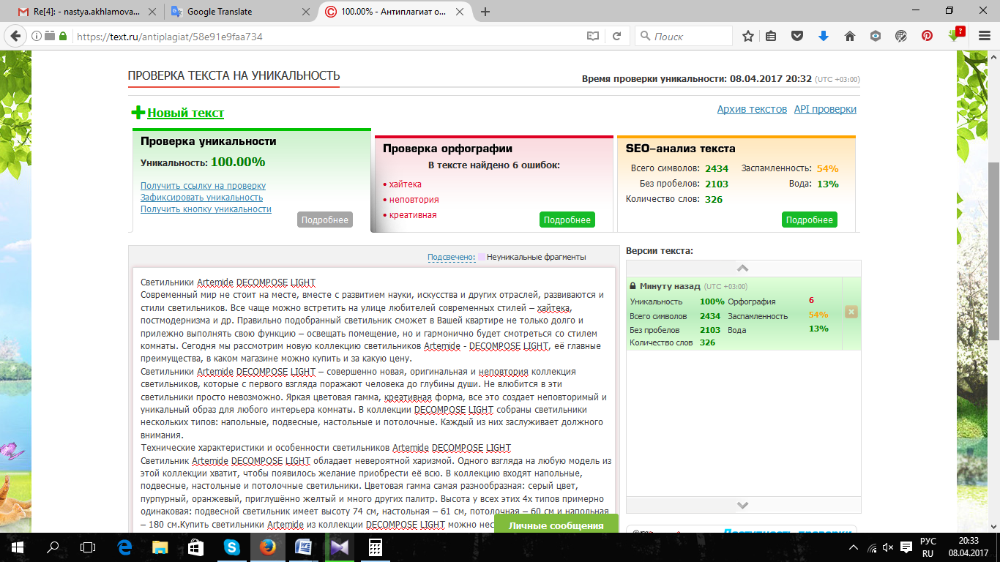 Re[4]: - nastya.akhlamova...
Google Translate
100.00% - Антиплагиат о...
https://text.ru/antiplagiat/58e91e9faa734
Поиск
?
ПРОВЕРКА ТЕКСТА НА УНИКАЛЬНОСТЬ
Время проверки уникальности: 08.04.2017 20:32 (UTC +03:00)
Новый текст
Архив текстов API проверки
Проверка уникальности
Уникальность: 100.00%
Получить ссылку на проверку
Зафиксировать уникальность
Получить кнопку уникальности
Подробнее
Проверка орфографии
В тексте найдено 6 ошибок:
• хайтека
• неповтория
• креативная
Подробнее
SEO-анализ текста
Всего символов: 2434 Заспамленность: 54%
Без пробелов: 2103 Вода: 13%
Количество слов: 326
Подробнее
Подсвечено: Неуникальные фрагменты
Светильники Artemide DECOMPOSE LIGHT
Современный мир не стоит на месте, вместе с развитием науки, искусства и других отраслей, развиваются и
стили светильников. Все чаще можно встретить на улице любителей современных стилей – хайтека,
постмодернизма и др. Правильно подобранный светильник сможет в Вашей квартире не только долго и
прилежно выполнять свою функцию – освещать помещение, но и гармонично будет смотреться со стилем
комнаты. Сегодня мы рассмотрим новую коллекцию светильников Artemide - DECOMPOSE LIGHT, её главные
преимущества, в каком магазине можно купить и за какую цену.
Светильники Artemide DECOMPOSE LIGHT – совершенно новая, оригинальная и неповтория коллекция
светильников, которые с первого взгляда поражают человека до глубины души. Не влюбится в эти
светильники просто невозможно. Яркая цветовая гамма, креативная форма, все это создает неповторимый и
уникальный образ для любого интерьера комнаты. В коллекции DECOMPOSE LIGHT собраны светильники
нескольких типов: напольные, подвесные, настольные и потолочные. Каждый из них заслуживает должного
внимания.
Технические характеристики и особенности светильников Artemide DECOMPOSE LIGHT
Светильник Artemide DECOMPOSE LIGHT обладает невероятной харизмой. Одного взгляда на любую модель из
этой коллекции хватит, чтобы появилось желание приобрести её всю. В коллекцию входят напольные,
подвесные, настольные и потолочные светильники. Цветовая гамма самая разнообразная: серый цвет,
пурпурный, оранжевый, приглушённо желтый и много других палитр. Высота у всех этих 4х типов примерно
одинаковая: подвесной светильник имеет высоту 74 см, настольная – 61 см, потолочная – 60 см и напольная
– 180 см.Купить светильники Artemide из коллекции DECOMPOSE LIGHT можно нес
Версии текста:
Минуту назад (UTC +03:00)
Уникальность 100% Орфография 6
Всего символов 2434 Заспамленность 54%
Без пробелов 2103 Вода 13%
Количество слов 326
Доступность проверки
Личные сообщения
РУС
RU
20:33
08.04.2017